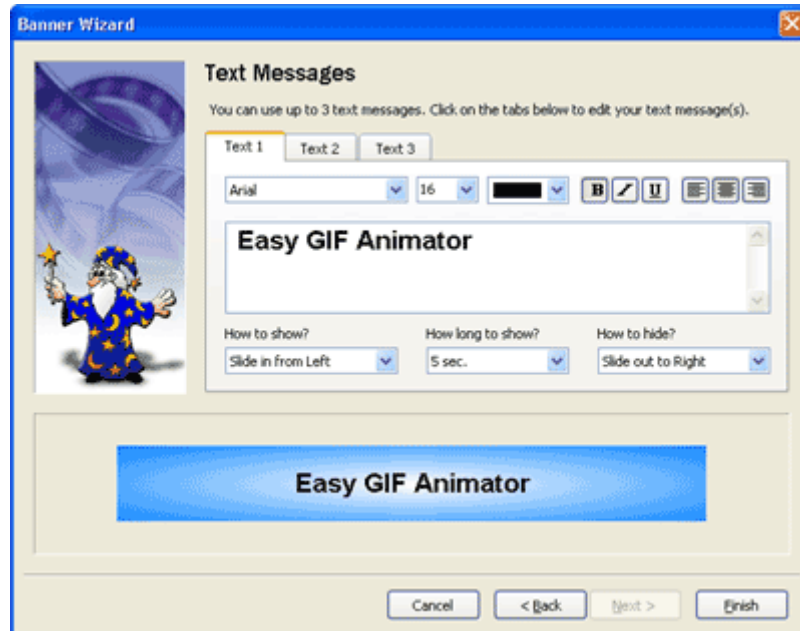 Banner Wizard
Text Messages
You can use up to 3 text messages. Click on the tabs below to edit your text message(s).
Text 1 Text 2 Text 3
Arial 16 B I U
Easy GIF Animator
How to show? How long to show? How to hide?
Slide in from Left 5 sec. Slide out to Right
Easy GIF Animator
Cancel < Back Next > Finish